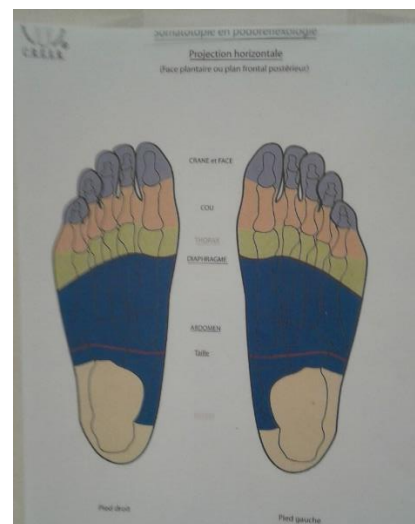 Somatotopie en podoréflexologie
Projection horizontale
(Face plantaire ou plan frontal postérieur)
CRANE et FACE
COU
THORAX
DIAPHRAGME
ABDOMEN
Taille
Pied droit
Pied gauche